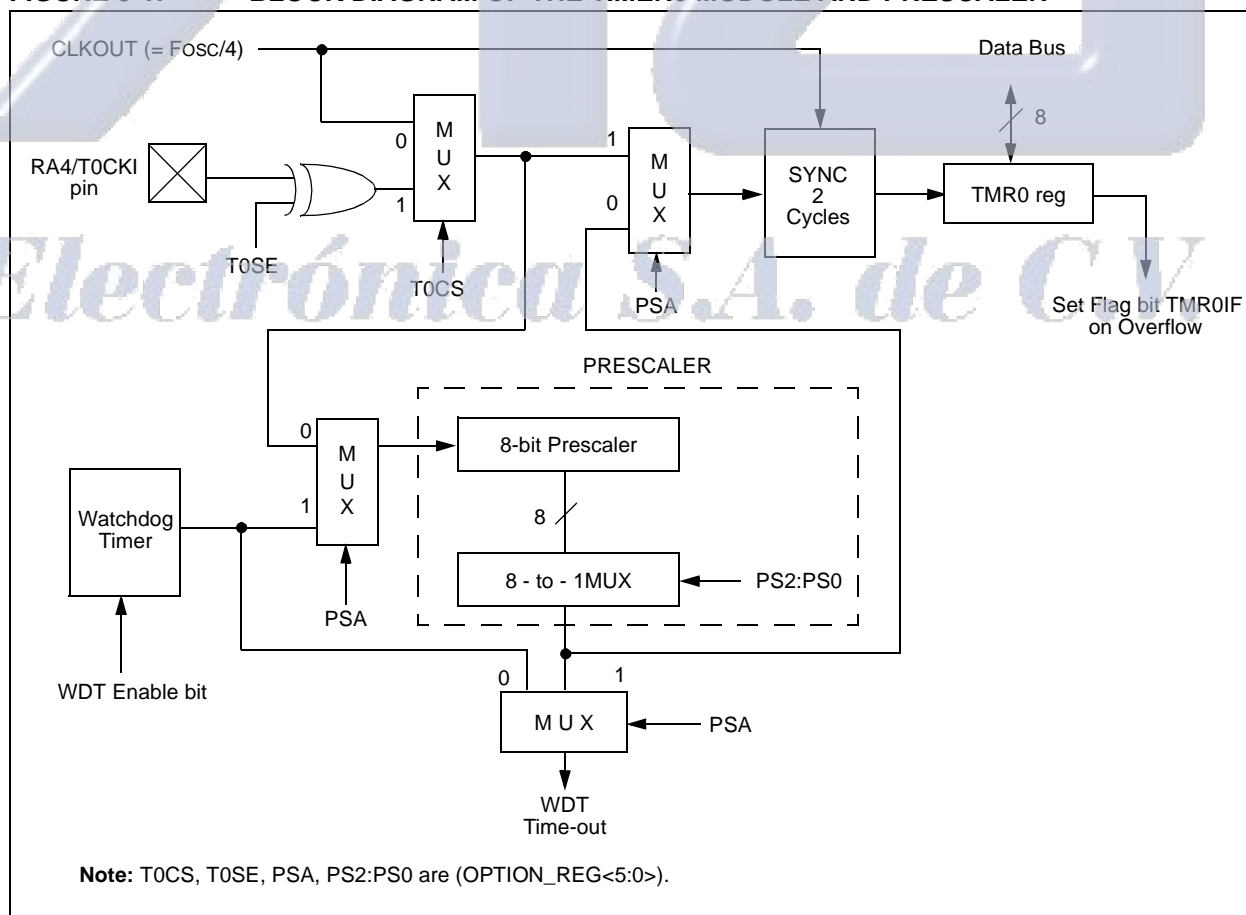 CLKOUT (= FOSC/4)
Data Bus
8
RA4/T0CKI
pin
T0SE
0
1
M
U
X
T0CS
1
0
M
U
X
PSA
SYNC
2
Cycles
TMR0 reg
Set Flag bit TMR0IF
on Overflow
Electrónica S.A. de C.V.
PRESCALER
0
1
M
U
X
PSA
8-bit Prescaler
8
8 - to - 1MUX
PS2:PS0
Watchdog
Timer
WDT Enable bit
0
1
M U X
PSA
WDT
Time-out
Note: T0CS, T0SE, PSA, PS2:PS0 are (OPTION_REG<5:0>).